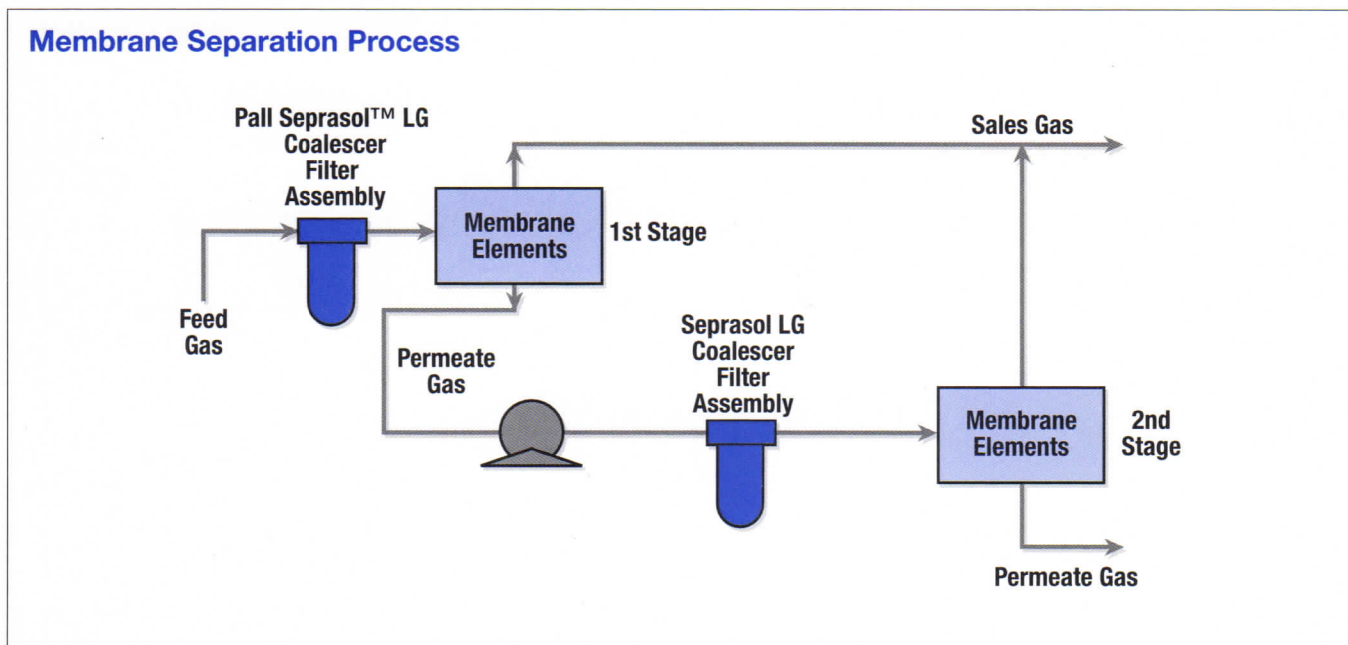 Membrane Separation Process
Pall Seprasol™ LG
Coalescer
Filter
Assembly
Sales Gas
Membrane
Elements
1st Stage
Feed
Gas
Permeate
Gas
Seprasol LG
Coalescer
Filter
Assembly
Membrane
Elements
2nd
Stage
Permeate Gas